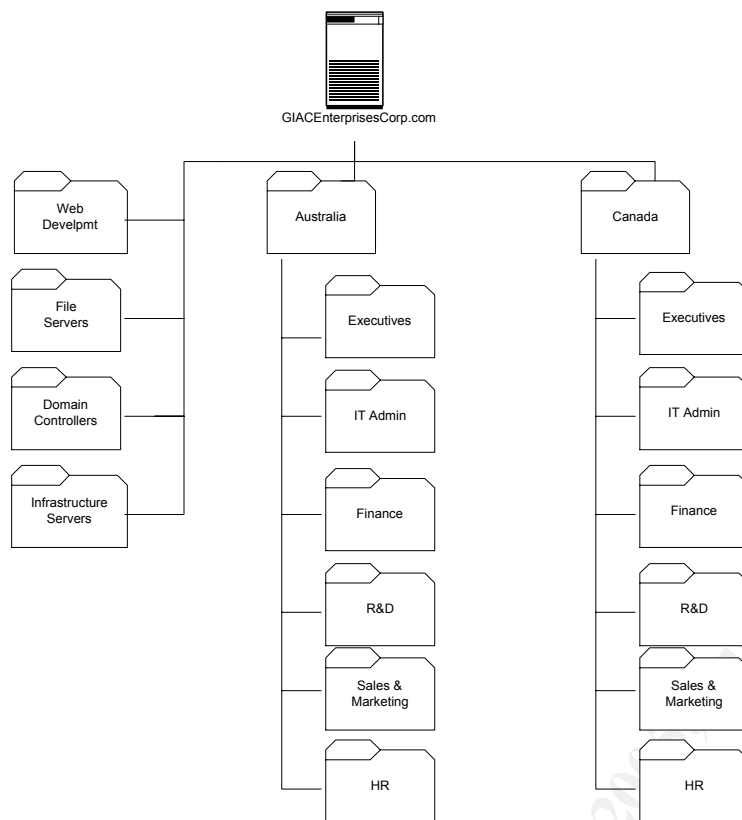 GIACEnterprisesCorp.com
Web
Develpmt
File
Servers
Domain
Controllers
Infrastructure
Servers
Australia
Executives
IT Admin
Finance
R&D
Sales &
Marketing
HR
Canada
Executives
IT Admin
Finance
R&D
Sales &
Marketing
HR